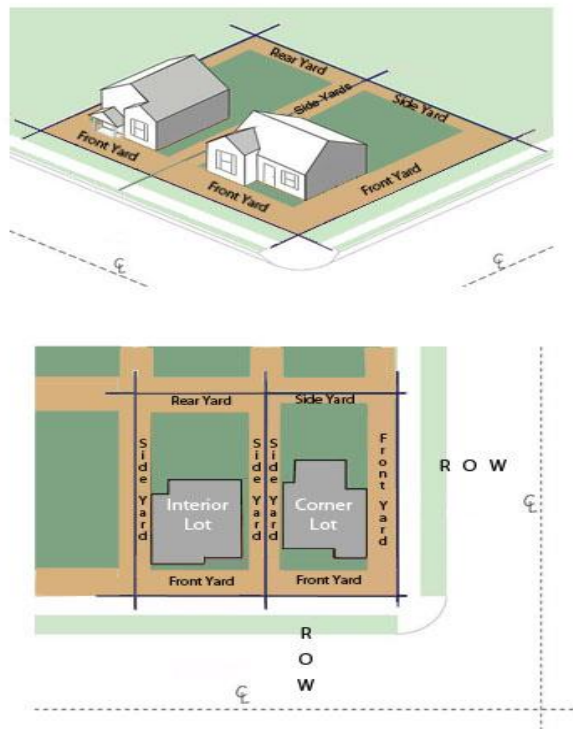 Rear Yard
Side Yards
Side Yard
Front Yard
Front Yard
Front Yard
℄
℄
Rear Yard
Side Yard
Side Yard
Side Yard
Side Yard
Front Yard
R O W
Interior
Lot
Corner
Lot
℄
Front Yard
Front Yard
R
O
W
℄